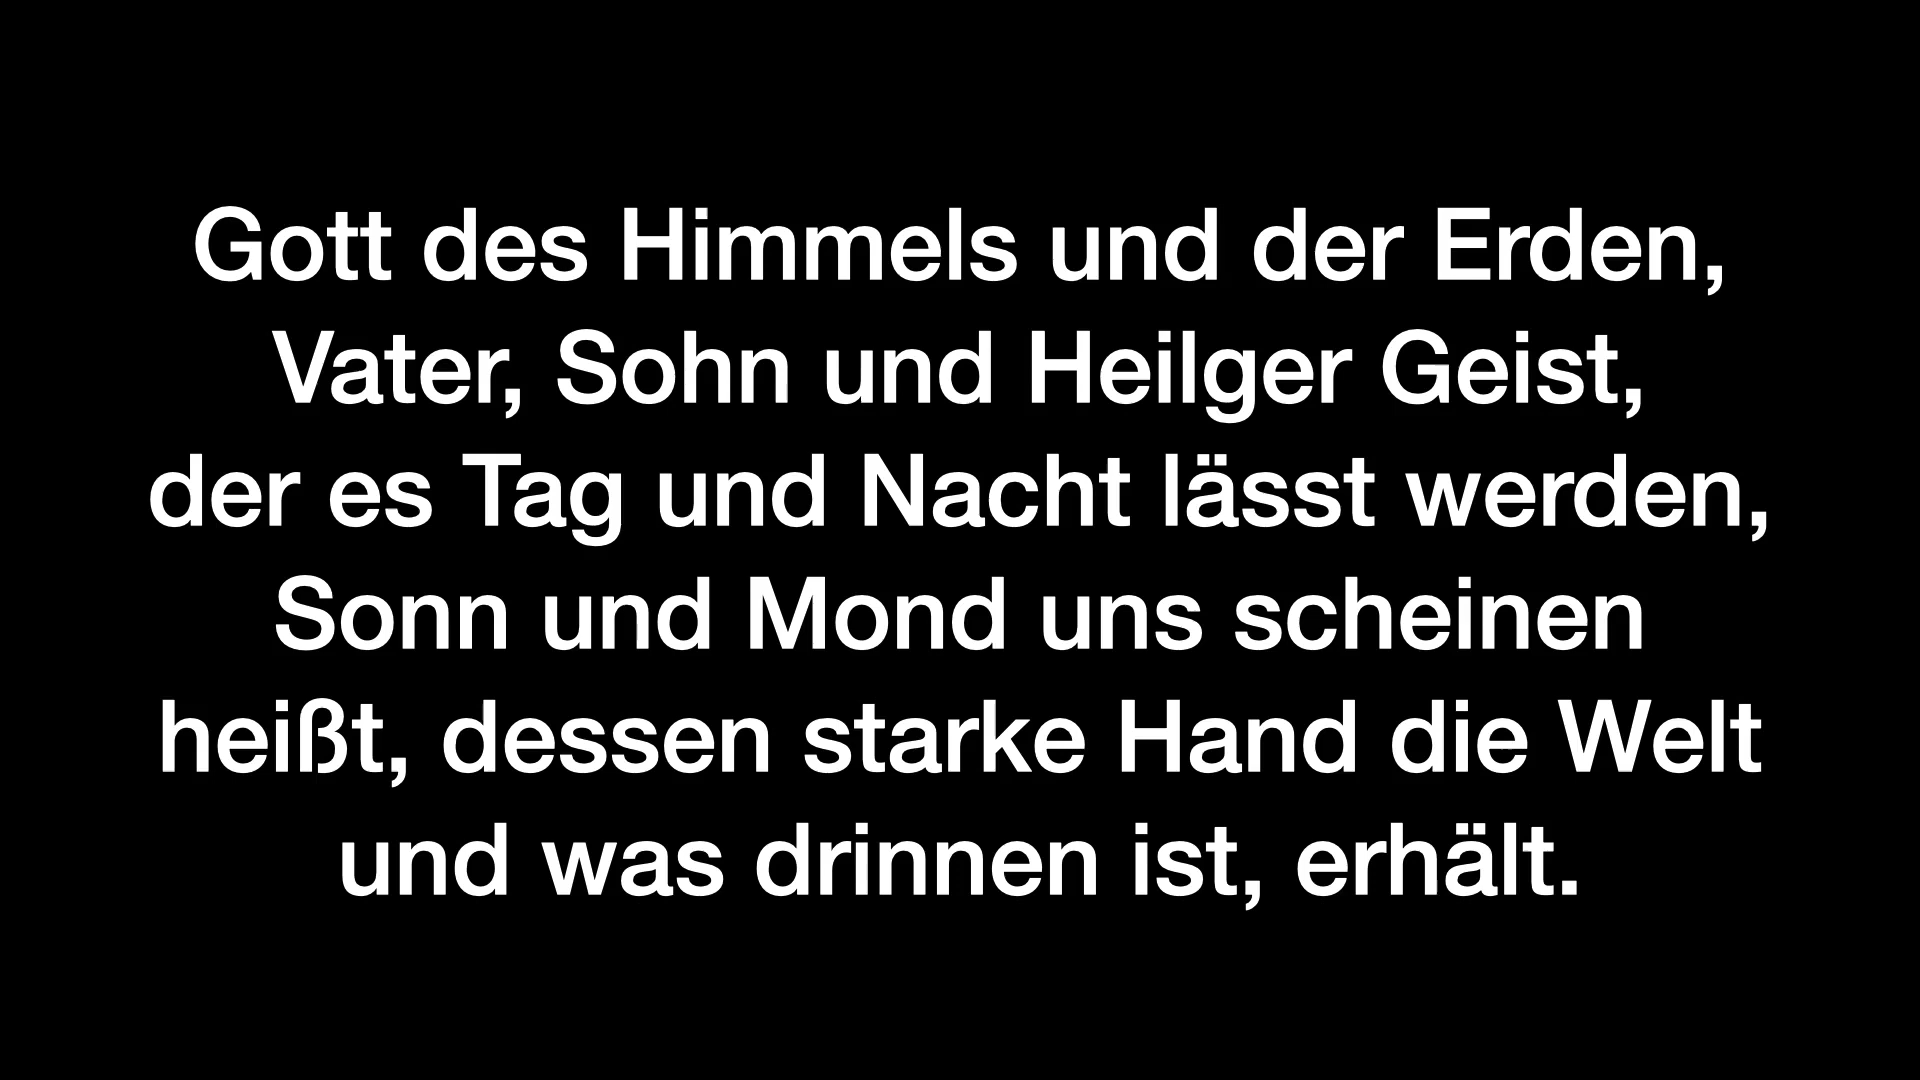 Gott des Himmels und der Erden,
Vater, Sohn und Heilger Geist,
der es Tag und Nacht lässt werden,
Sonn und Mond uns scheinen
heißt, dessen starke Hand die Welt
und was drinnen ist, erhält.